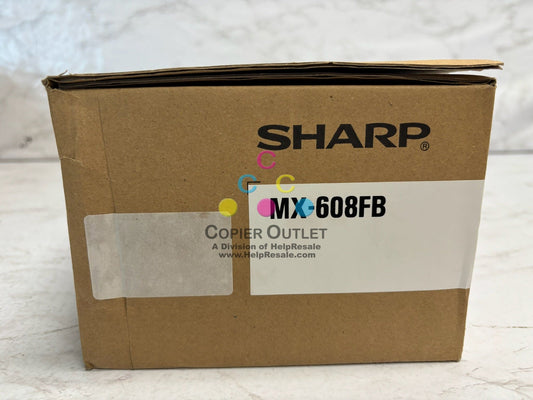 SHARP®
MX-608FB
C
C
C
COPIER OUTLET
A Division of HelpResale
www.HelpResale.com